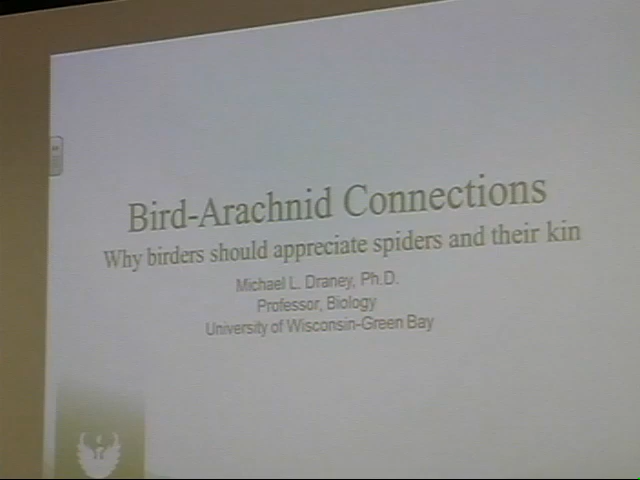 Bird-Arachnid Connections
Why birders should appreciate spiders and their kin
Michael L. Draney, Ph.D.
Professor, Biology
University of Wisconsin-Green Bay